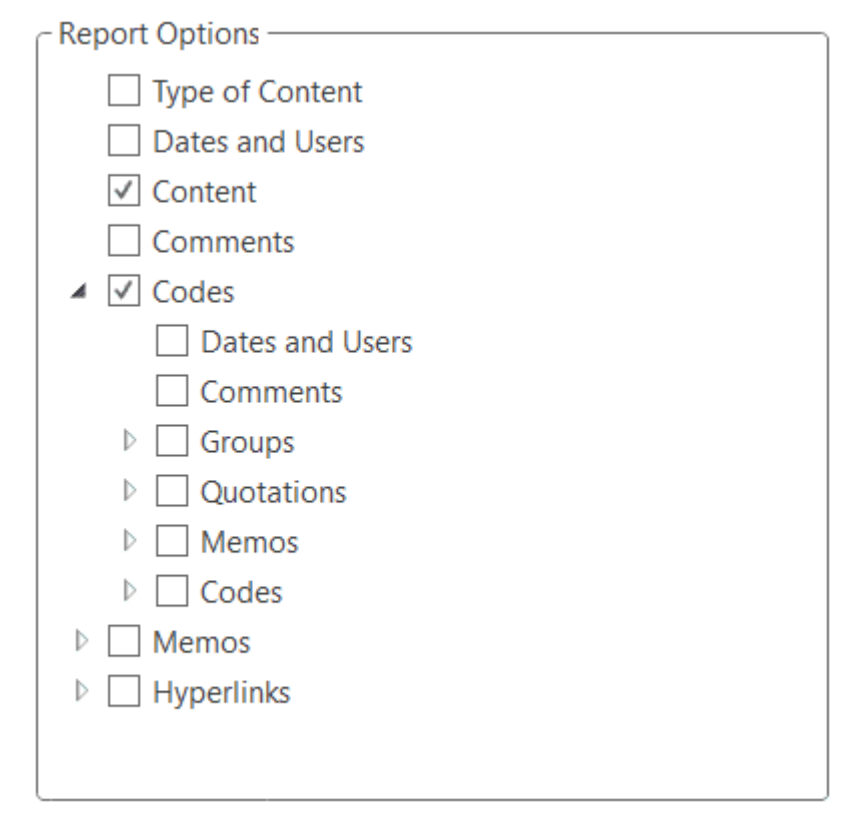 Report Options
Type of Content
Dates and Users
Content
Comments
Codes
Dates and Users
Comments
Groups
Quotations
Memos
Codes
Memos
Hyperlinks